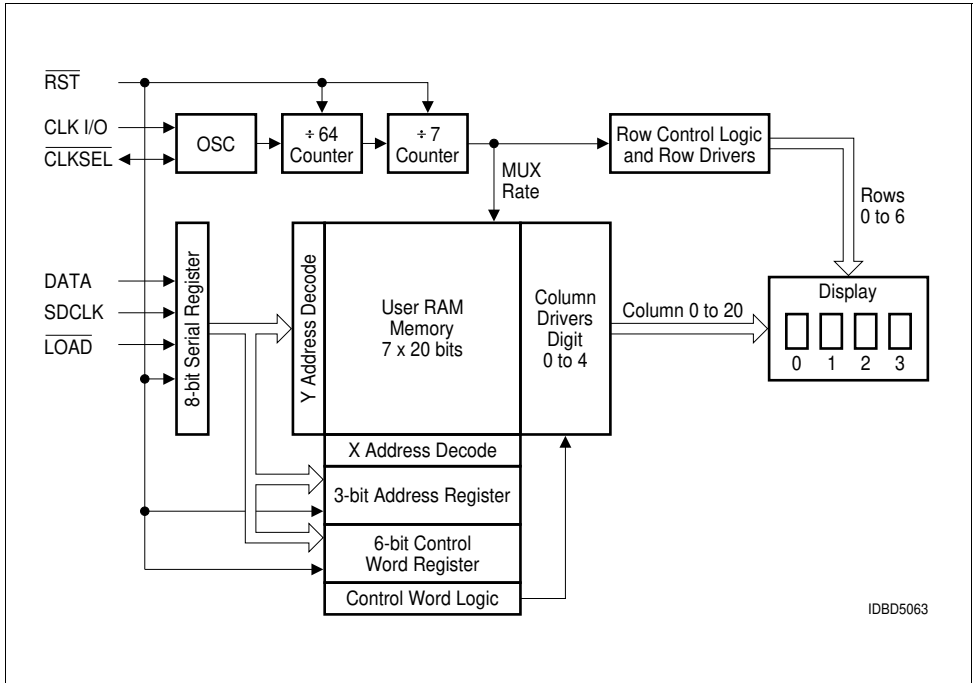 RST
CLK I/O
CLKSEL
OSC
÷ 64
Counter
÷ 7
Counter
MUX
Rate
Row Control Logic
and Row Drivers
Rows
0 to 6
DATA
SDCLK
LOAD
8-bit Serial Register
Y Address Decode
User RAM
Memory
7 x 20 bits
Column
Drivers
Digit
0 to 4
Column 0 to 20
Display
0 1 2 3
X Address Decode
3-bit Address Register
6-bit Control
Word Register
Control Word Logic
IDBD5063